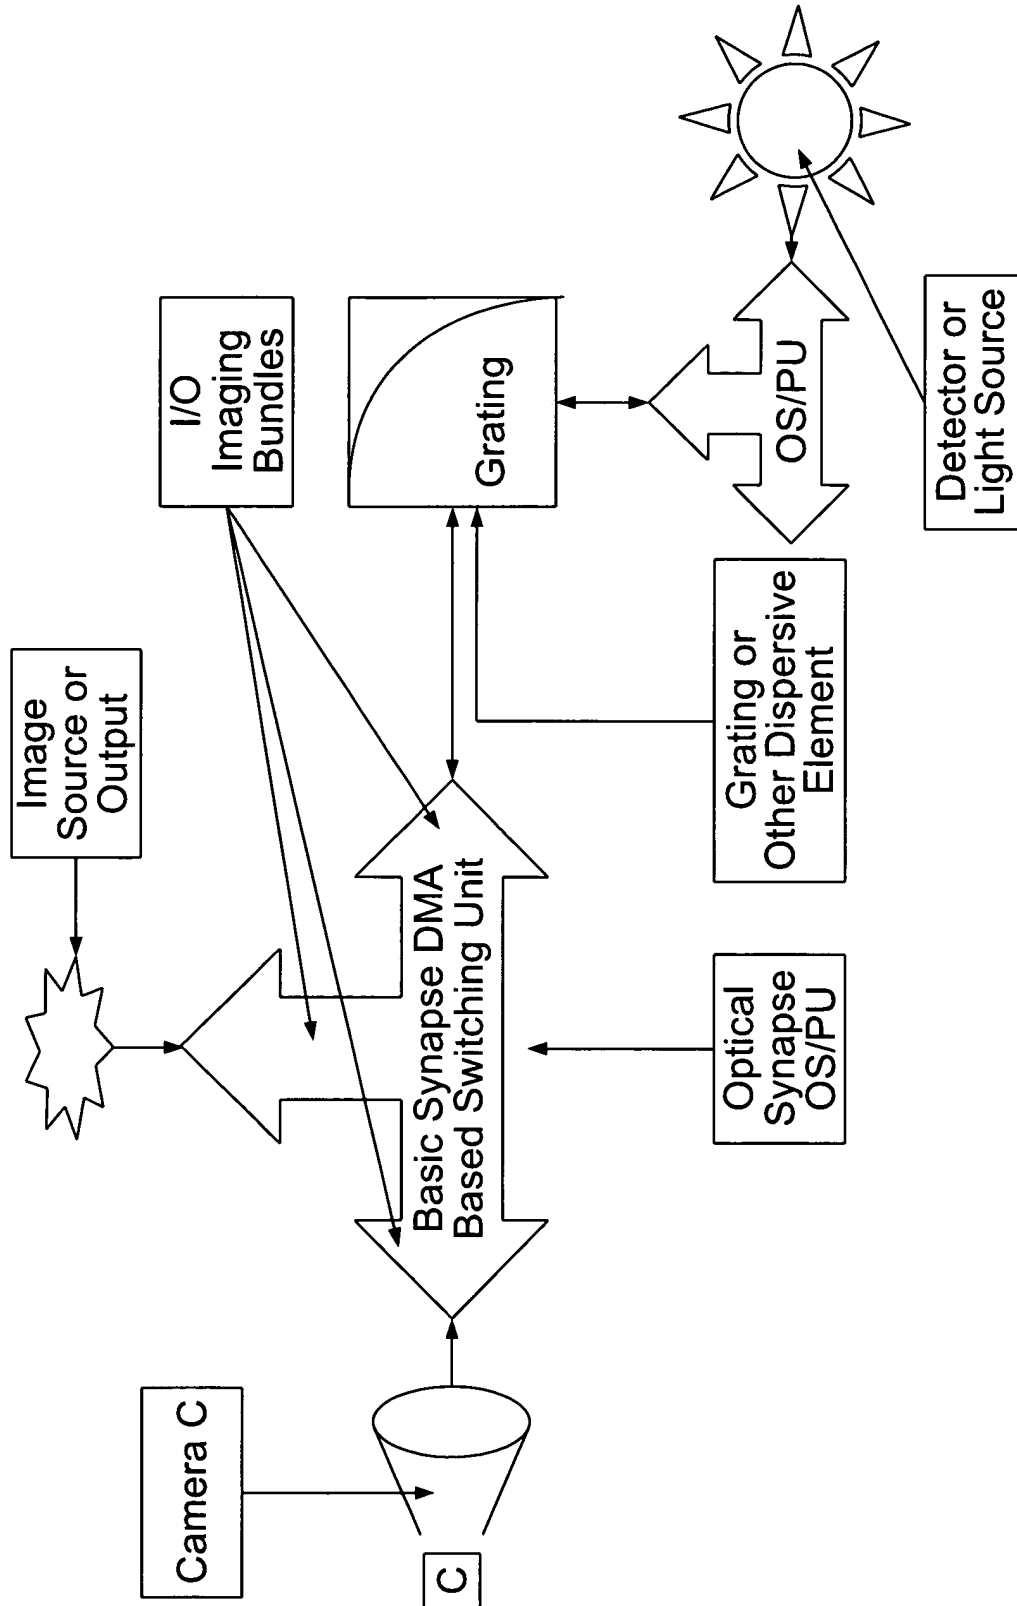 Image
Source or
Output
I/O
Imaging
Bundles
Camera C
C
Basic Synapse DMA
Based Switching Unit
Grating
Optical
Synapse
OS/PU
Grating or
Other Dispersive
Element
OS/PU
Detector or
Light Source